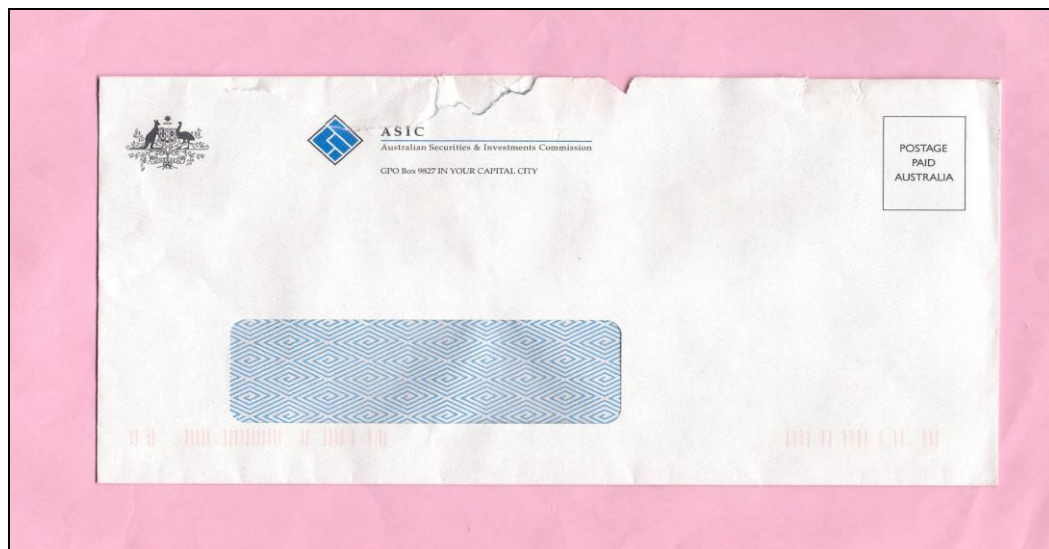 ASIC
Australian Securities & Investments Commission
GPO Box 9827 IN YOUR CAPITAL CITY
POSTAGE
PAID
AUSTRALIA